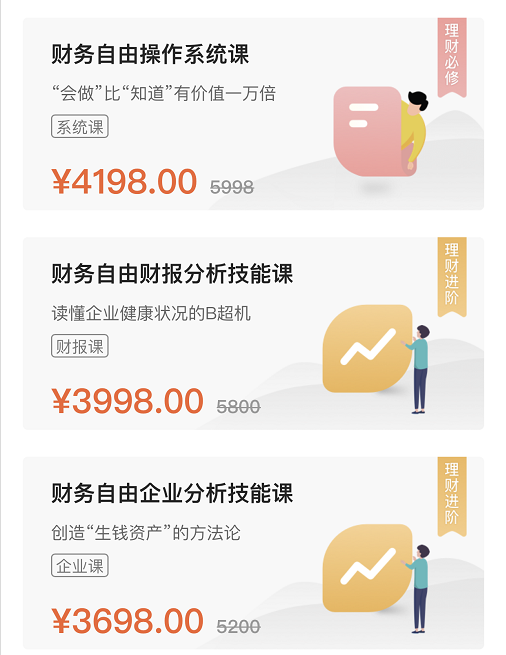 财务自由操作系统课
“会做”比“知道”有价值一万倍
系统课
¥4198.00 5998
理财必修
财务自由财报分析技能课
读懂企业健康状况的B超机
财报课
¥3998.00 5800
理财进阶
财务自由企业分析技能课
创造“生钱资产”的方法论
企业课
¥3698.00 5200
理财进阶